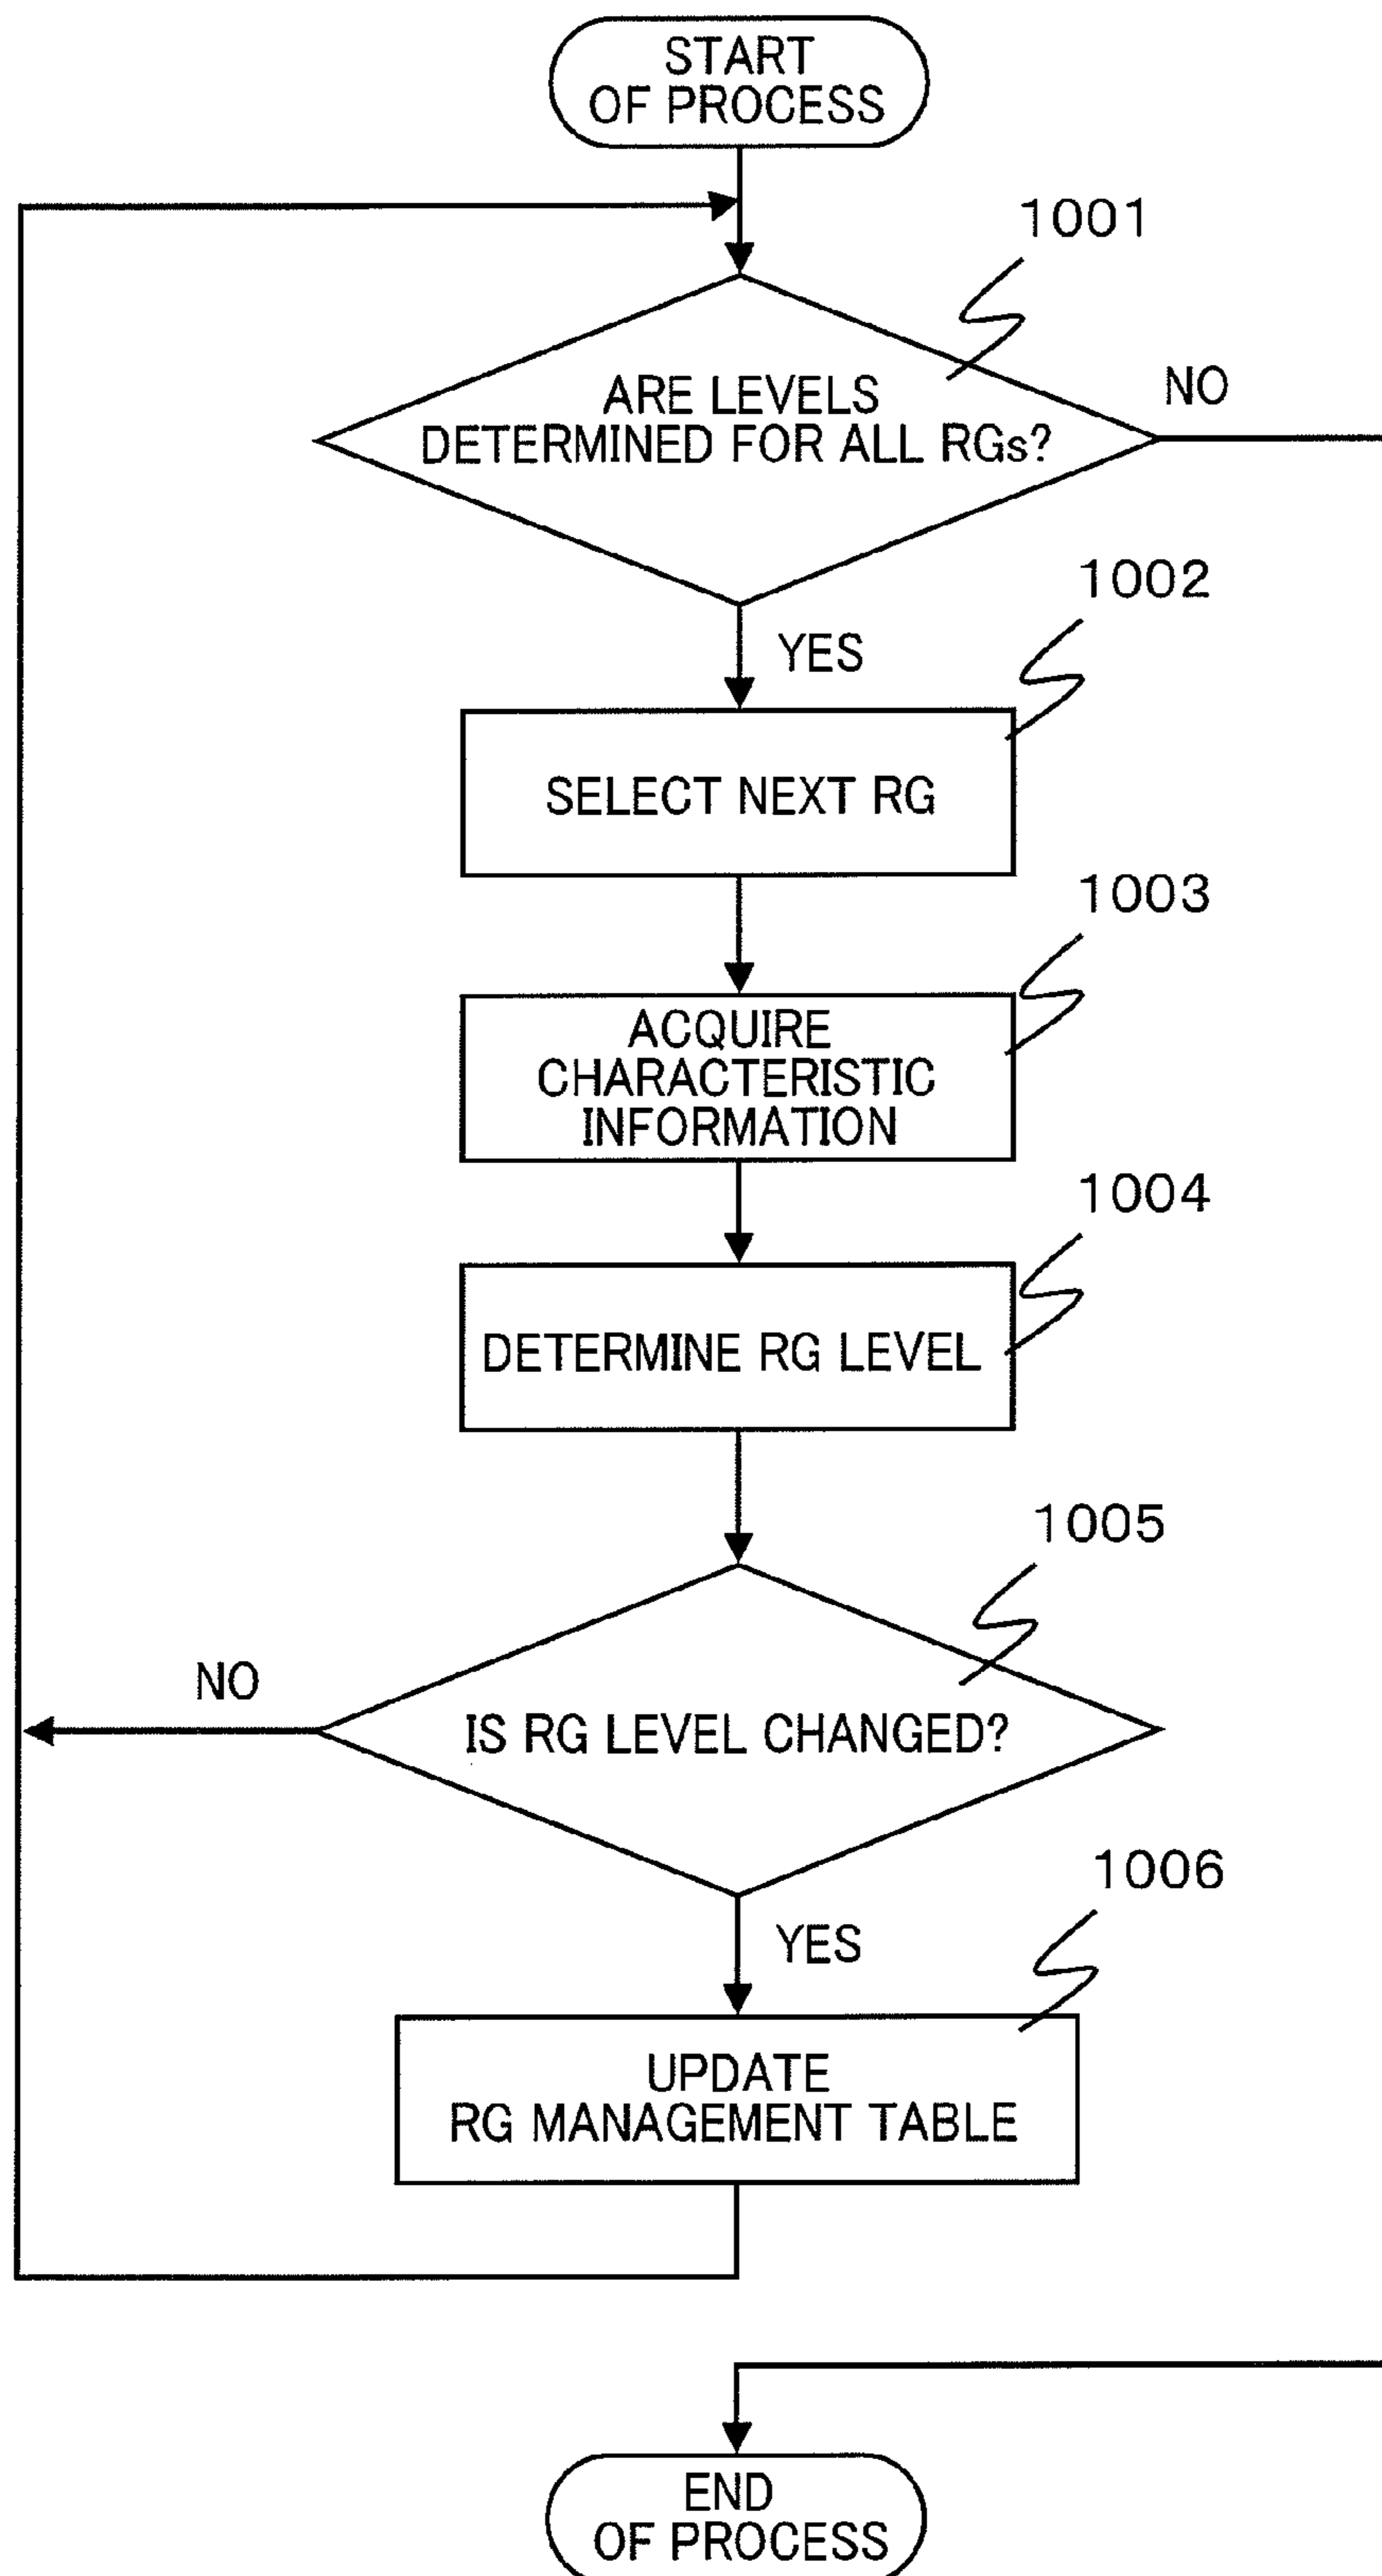 START
OF PROCESS
1001
ARE LEVELS
DETERMINED FOR ALL RGs?
NO
YES
1002
SELECT NEXT RG
1003
ACQUIRE
CHARACTERISTIC
INFORMATION
1004
DETERMINE RG LEVEL
1005
NO
IS RG LEVEL CHANGED?
YES
1006
UPDATE
RG MANAGEMENT TABLE
END
OF PROCESS